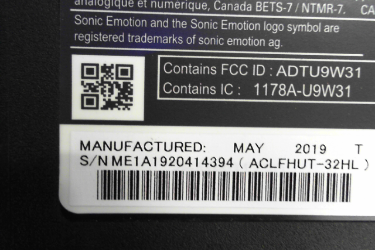 analogique et numérique, Canada BETS-7 / NTMR-7. CA
Sonic Emotion and the Sonic Emotion logo symbol are
registered trademarks of sonic emotion ag.
Contains FCC ID : ADTU9W31
Contains IC : 1178A-U9W31
MANUFACTURED: MAY 2019 T
S/N ME1A1920414394 ( ACLFHUT-32HL )